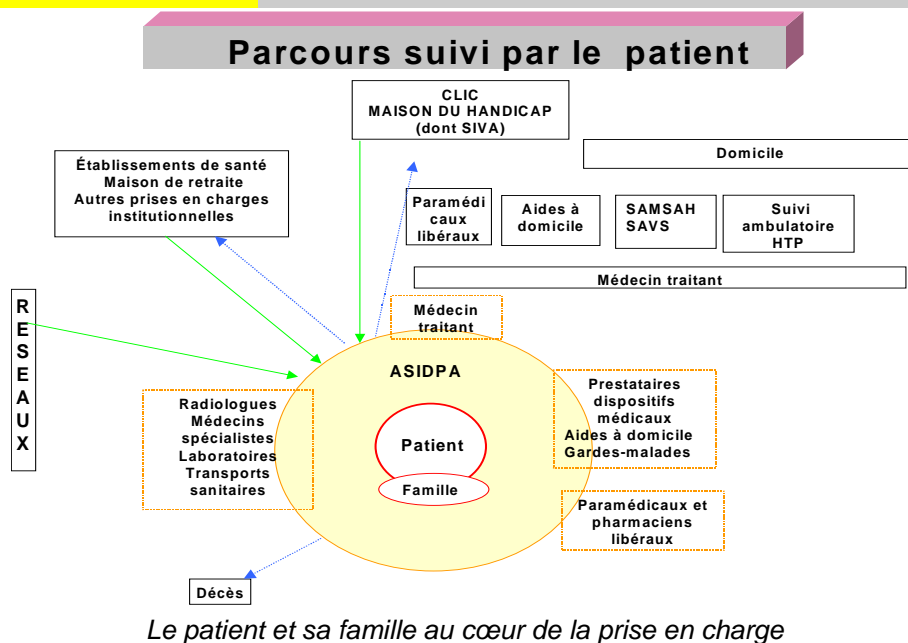 Parcours suivi par le patient
CLIC
MAISON DU HANDICAP
(dont SIVA)
Domicile
Établissements de santé
Maison de retraite
Autres prises en charges
institutionnelles
Paramédi
caux
libéraux
Aides à
domicile
SAMSAH
SAVS
Suivi
ambulatoire
HTP
Médecin traitant
R
E
S
E
A
U
X
Médecin
traitant
ASIDPA
Radiologues
Médecins
spécialistes
Laboratoires
Transports
sanitaires
Patient
Famille
Prestataires
dispositifs
médicaux
Aides à domicile
Gardes-malades
Paramédicaux et
pharmaciens
libéraux
Décès
Le patient et sa famille au cœur de la prise en charge